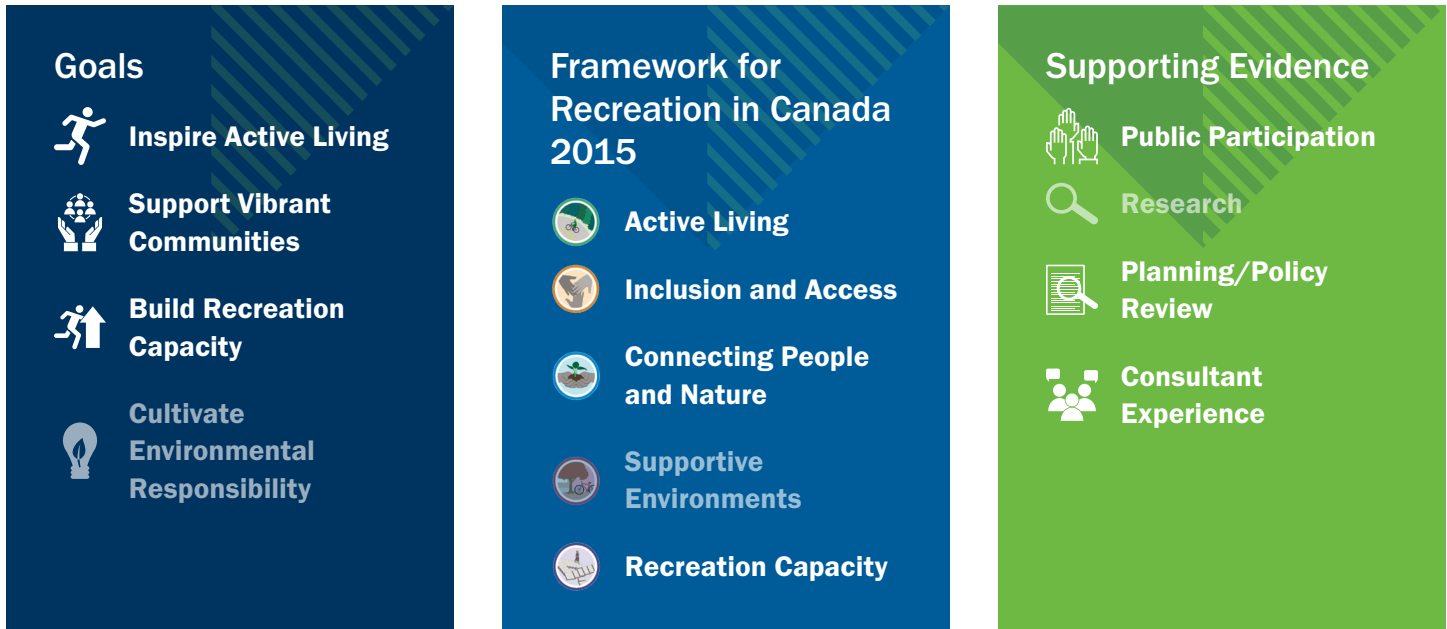 Goals
Inspire Active Living
Support Vibrant
Communities
Build Recreation
Capacity
Cultivate
Environmental
Responsibility
Framework for
Recreation in Canada
2015
Active Living
Inclusion and Access
Connecting People
and Nature
Supportive
Environments
Recreation Capacity
Supporting Evidence
Public Participation
Research
Planning/Policy
Review
Consultant
Experience